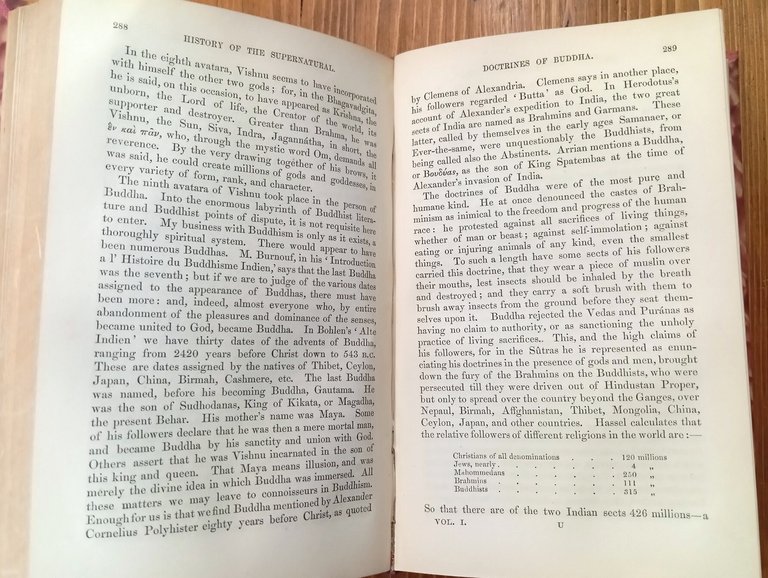 288
HISTORY OF THE SUPERNATURAL.
In the eighth avatara, Vishnu seems to have incorporated
with himself the other two gods; for, in the Bhagavadgita,
he is said, on this occasion, to have appeared as Krishna, the
unborn, the Lord of life, the Creator of the world, its
supporter and destroyer. Greater than Brahma, he was
Vishnu, the Sun, Siva, Indra, Jagannátha, in short, the
ἓν καὶ πᾶν, who, through the mystic word Om, demands all
reverence. By the very drawing together of his brows, it
was said, he could create millions of gods and goddesses, in
every variety of form, rank, and character.
The ninth avatara of Vishnu took place in the person of
Buddha. Into the enormous labyrinth of Buddhist litera-
ture and Buddhist points of dispute, it is not requisite here
to enter. My business with Buddhism is only as it exists, a
thoroughly spiritual system. There would appear to have
been numerous Buddhas. M. Burnouf, in his 'Introduction
a l' Histoire du Buddhisme Indien,' says that the last Buddha
was the seventh; but if we are to judge of the various dates
assigned to the appearance of Buddhas, there must have
been more: and, indeed, almost everyone who, by entire
abandonment of the pleasures and dominance of the senses,
became united to God, became Buddha. In Bohlen's 'Alte
Indien' we have thirty dates of the advents of Buddha,
ranging from 2420 years before Christ down to 543 B.C.
These are dates assigned by the natives of Thibet, Ceylon,
Japan, China, Birmah, Cashmere, etc. The last Buddha
was named, before his becoming Buddha, Gautama. He
was the son of Sudhodanas, King of Kikata, or Magadha,
the present Behar. His mother's name was Maya. Some
of his followers declare that he was then a mere mortal man,
and became Buddha by his sanctity and union with God.
Others assert that he was Vishnu incarnated in the son of
this king and queen. That Maya means illusion, and was
merely the divine idea in which Buddha was immersed. All
these matters we may leave to connoisseurs in Buddhism.
Enough for us is that we find Buddha mentioned by Alexander
Cornelius Polyhister eighty years before Christ, as quoted
DOCTRINES OF BUDDHA.
289
by Clemens of Alexandria. Clemens says in another place,
his followers regarded 'Butta' as God. In Herodotus's
account of Alexander's expedition to India, the two great
sects of India are named as Brahmins and Garmans. These
latter, called by themselves in the early ages Samanaer, or
Ever-the-same, were unquestionably the Buddhists, from
being called also the Abstinents. Arrian mentions a Buddha,
or Βουδύας, as the son of King Spatembas at the time of
Alexander's invasion of India.
The doctrines of Buddha were of the most pure and
humane kind. He at once denounced the castes of Brah-
minism as inimical to the freedom and progress of the human
race: he protested against all sacrifices of living things,
whether of man or beast; against self-immolation; against
eating or injuring animals of any kind, even the smallest
things. To such a length have some sects of his followers
carried this doctrine, that they wear a piece of muslin over
their mouths, lest insects should be inhaled by the breath
and destroyed; and they carry a soft brush with them to
brush away insects from the ground before they seat them-
selves upon it. Buddha rejected the Vedas and Puránas as
having no claim to authority, or as sanctioning the unholy
practice of living sacrifices.. This, and the high claims of
his followers, for in the Sûtras he is represented as enun-
ciating his doctrines in the presence of gods and men, brought
down the fury of the Brahmins on the Buddhists, who were
persecuted till they were driven out of Hindustan Proper,
but only to spread over the country beyond the Ganges, over
Nepaul, Birmah, Affghanistan, Thibet, Mongolia, China,
Ceylon, Japan, and other countries. Hassel calculates that
the relative followers of different religions in the world are:—
Christians of all denominations . . . 120 millions
Jews, nearly . . . . . . 4 „
Mahommedans . . . . . 250 „
Brahmins . . . . . . 111 „
Buddhists . . . . . . 315 „
So that there are of the two Indian sects 426 millions—a
VOL. I. U